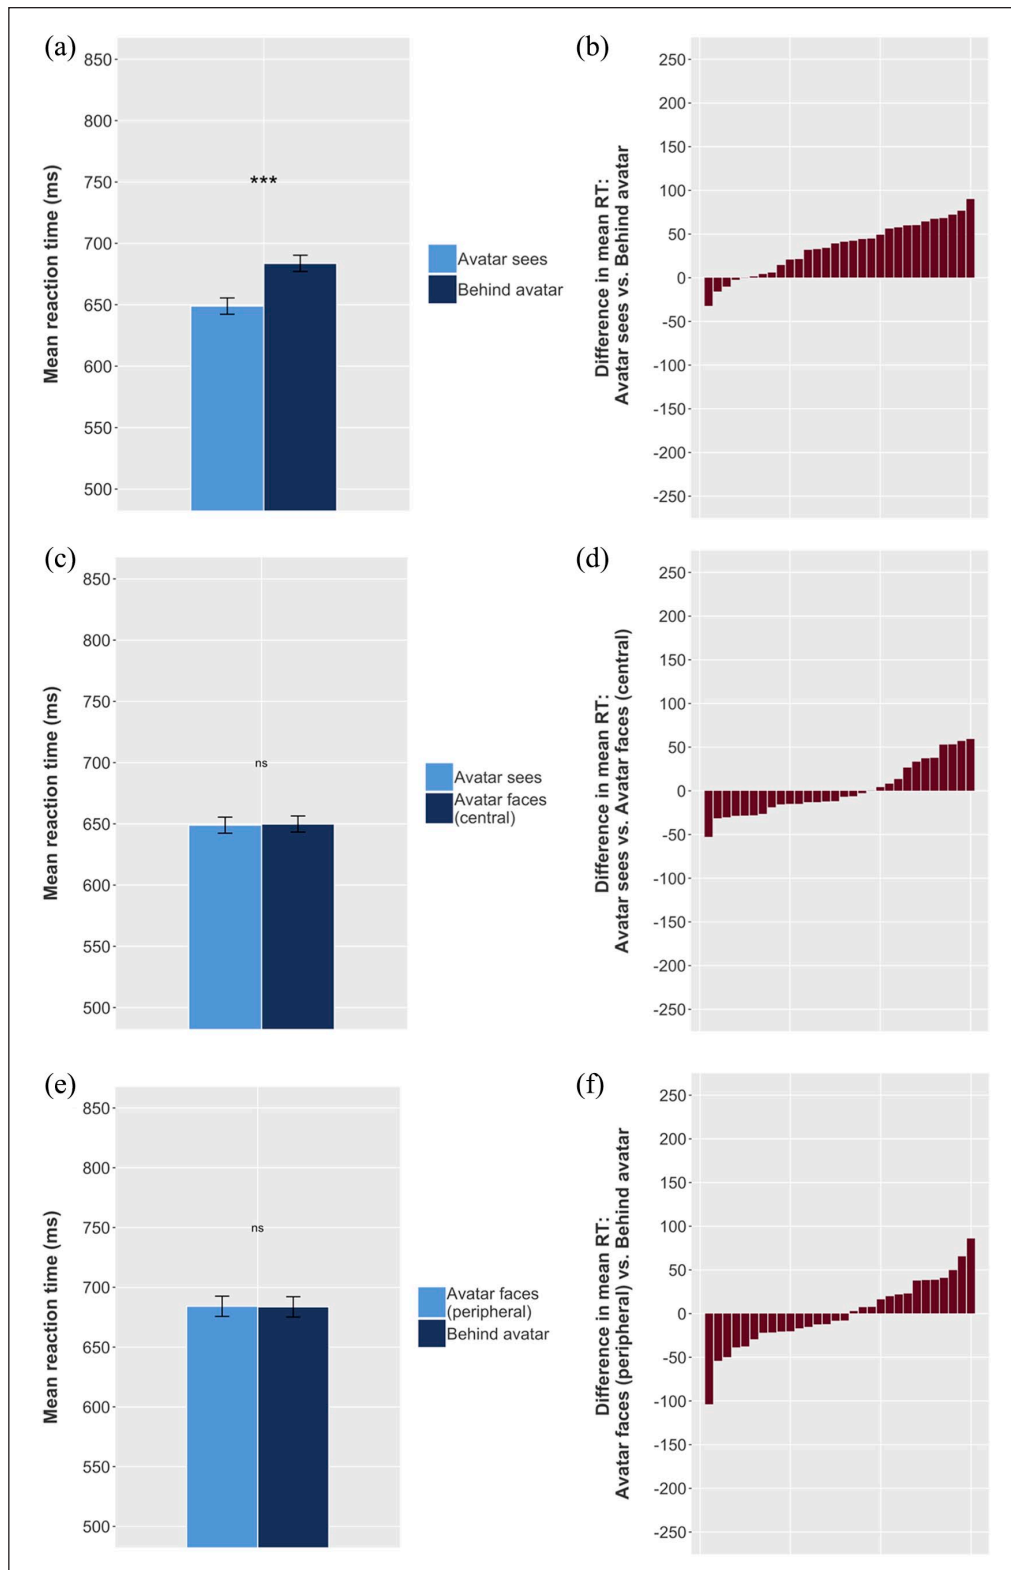 (a)
850
800
750
700
650
600
550
500
Mean reaction time (ms)
***
Avatar sees
Behind avatar
(b)
250
200
150
100
50
0
-50
-100
-150
-200
-250
Difference in mean RT:
Avatar sees vs. Behind avatar
(c)
850
800
750
700
650
600
550
500
Mean reaction time (ms)
ns
Avatar sees
Avatar faces
(central)
(d)
250
200
150
100
50
0
-50
-100
-150
-200
-250
Difference in mean RT:
Avatar sees vs. Avatar faces (central)
(e)
850
800
750
700
650
600
550
500
Mean reaction time (ms)
ns
Avatar faces
(peripheral)
Behind avatar
(f)
250
200
150
100
50
0
-50
-100
-150
-200
-250
Difference in mean RT:
Avatar faces (peripheral) vs. Behind avatar